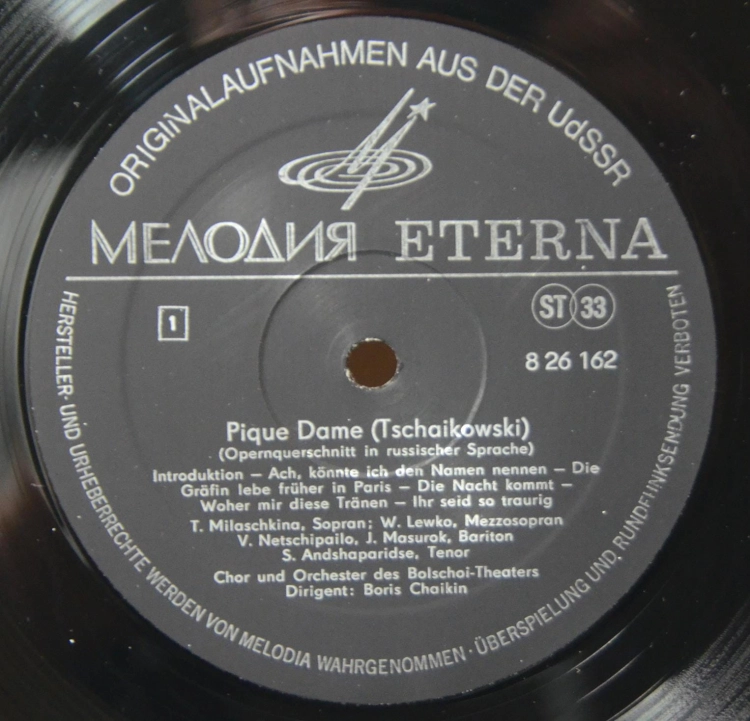 ORIGINALAUFNAHMEN AUS DER UdSSR
МЕЛОДИЯ ETERNA
1
ST 33
8 26 162
Pique Dame (Tschaikowski)
(Opernquerschnitt in russischer Sprache)
Introduktion – Ach, könnte ich den Namen nennen – Die
Gräfin lebe früher in Paris – Die Nacht kommt –
Woher mir diese Tränen – Ihr seid so traurig
T. Milaschkina, Sopran; W. Lewko, Mezzosopran
V. Netschipailo, J. Masurok, Bariton
S. Andshaparidse, Tenor
Chor und Orchester des Bolschoi-Theaters
Dirigent: Boris Chaikin
HERSTELLER- UND URHEBERRECHTE WERDEN VON MELODIA WAHRGENOMMEN · ÜBERSPIELUNG UND RUNDFUNKSENDUNG VERBOTEN